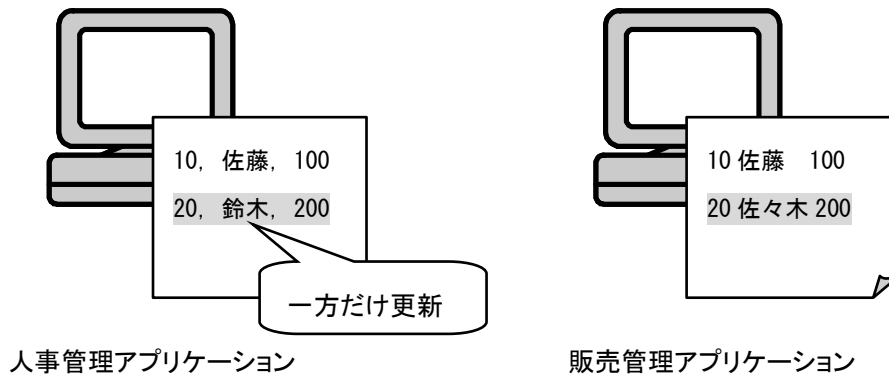 10, 佐藤, 100
20, 鈴木, 200
一方だけ更新
人事管理アプリケーション
10 佐藤 100
20 佐々木 200
販売管理アプリケーション